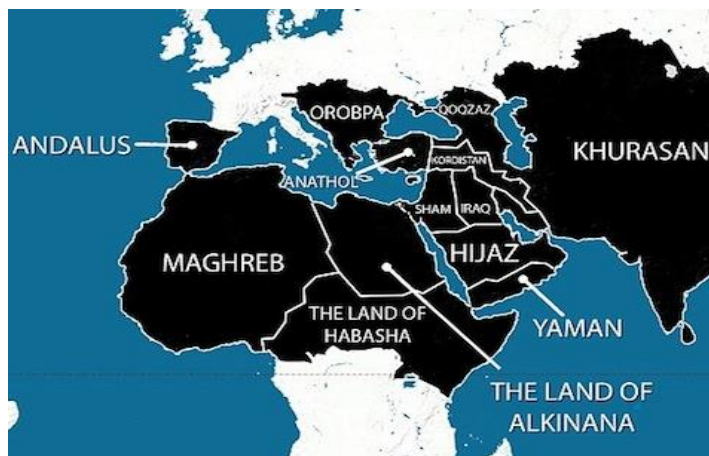 OROBPA
QOQZAZ
ANDALUS
KORDISTAN
KHURASAN
ANATHOL
SHAM
IRAQ
HIJAZ
MAGHREB
THE LAND OF
HABASHA
YAMAN
THE LAND OF
ALKINANA